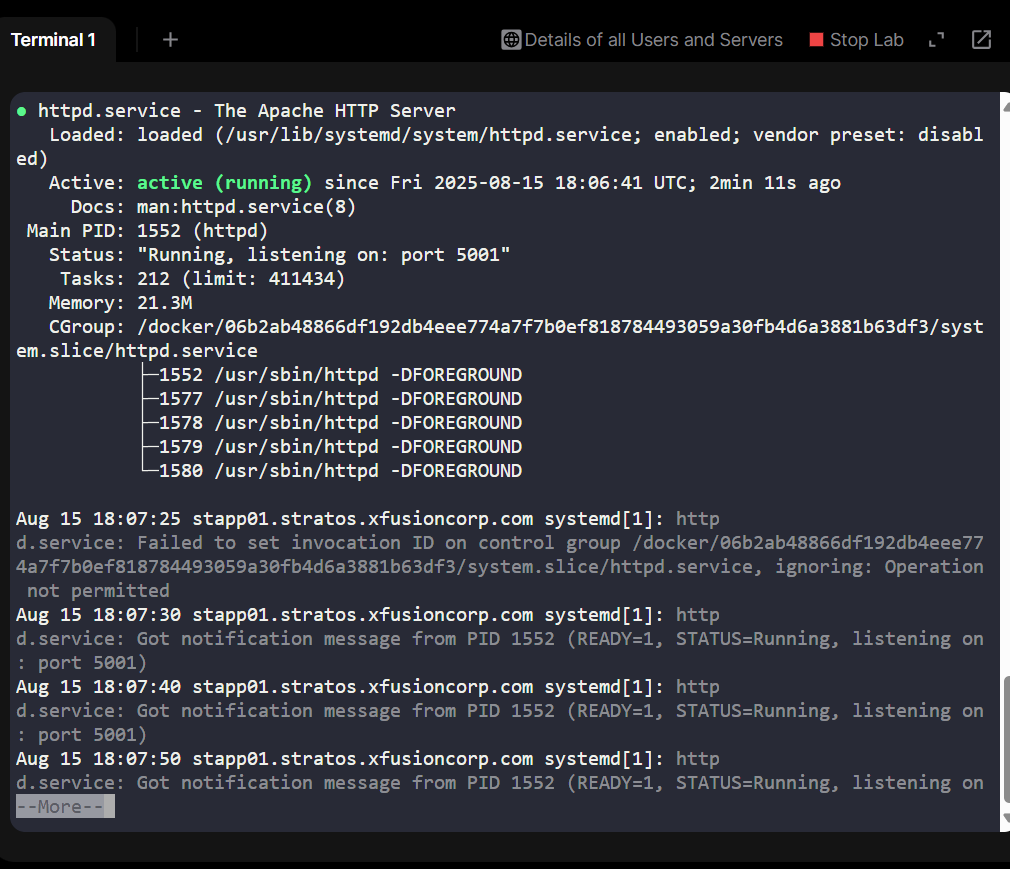 Terminal 1
+
Details of all Users and Servers
Stop Lab
● httpd.service - The Apache HTTP Server
   Loaded: loaded (/usr/lib/systemd/system/httpd.service; enabled; vendor preset: disabl
ed)
   Active: active (running) since Fri 2025-08-15 18:06:41 UTC; 2min 11s ago
     Docs: man:httpd.service(8)
 Main PID: 1552 (httpd)
   Status: "Running, listening on: port 5001"
    Tasks: 212 (limit: 411434)
   Memory: 21.3M
   CGroup: /docker/06b2ab48866df192db4eee774a7f7b0ef818784493059a30fb4d6a3881b63df3/syst
em.slice/httpd.service
           ├─1552 /usr/sbin/httpd -DFOREGROUND
           ├─1577 /usr/sbin/httpd -DFOREGROUND
           ├─1578 /usr/sbin/httpd -DFOREGROUND
           ├─1579 /usr/sbin/httpd -DFOREGROUND
           └─1580 /usr/sbin/httpd -DFOREGROUND
Aug 15 18:07:25 stapp01.stratos.xfusioncorp.com systemd[1]: http
d.service: Failed to set invocation ID on control group /docker/06b2ab48866df192db4eee77
4a7f7b0ef818784493059a30fb4d6a3881b63df3/system.slice/httpd.service, ignoring: Operation
 not permitted
Aug 15 18:07:30 stapp01.stratos.xfusioncorp.com systemd[1]: http
d.service: Got notification message from PID 1552 (READY=1, STATUS=Running, listening on
: port 5001)
Aug 15 18:07:40 stapp01.stratos.xfusioncorp.com systemd[1]: http
d.service: Got notification message from PID 1552 (READY=1, STATUS=Running, listening on
: port 5001)
Aug 15 18:07:50 stapp01.stratos.xfusioncorp.com systemd[1]: http
d.service: Got notification message from PID 1552 (READY=1, STATUS=Running, listening on
--More--